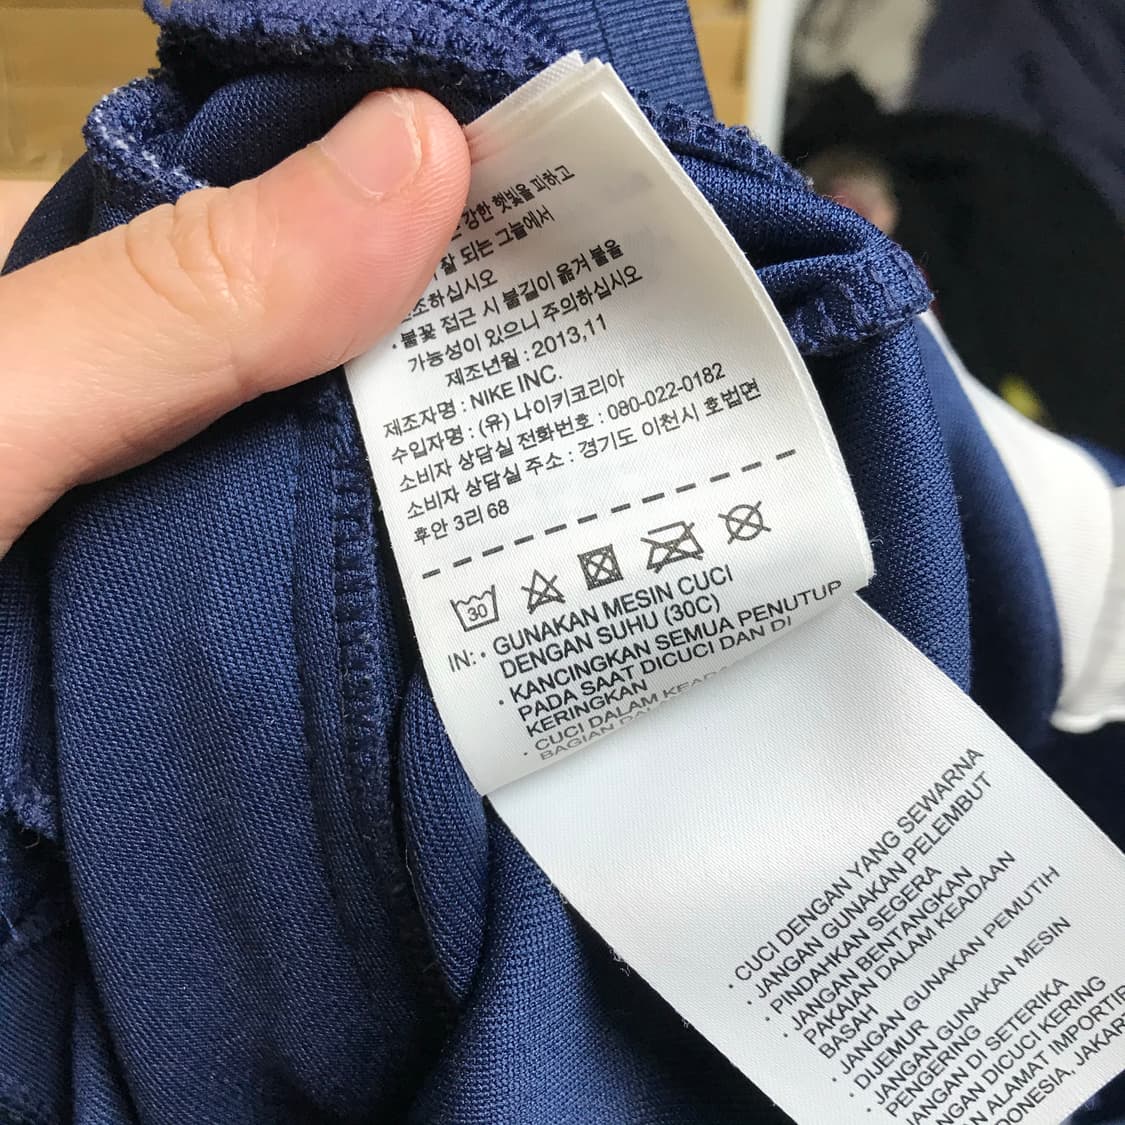 강한 햇빛을 피하고
잘 되는 그늘에서
하십시오
· 불꽃 접근 시 불길이 옮겨 붙을
가능성이 있으니 주의하십시오
제조년월 : 2013,11
제조자명 : NIKE INC.
수입자명 : (유) 나이키코리아
소비자 상담실 전화번호 : 080-022-0182
소비자 상담실 주소 : 경기도 이천시 호법면
후안 3리 68
30
IN: · GUNAKAN MESIN CUCI
DENGAN SUHU (30C)
· KANCINGKAN SEMUA PENUTUP
PADA SAAT DICUCI DAN DI
KERINGKAN
· CUCI DALAM
BAGIAN
· CUCI DENGAN YANG SEWARNA
· JANGAN GUNAKAN PELEMBUT
· PINDAHKAN SEGERA
· JANGAN BENTANGKAN
PAKAIAN DALAM KEADAAN
BASAH
· JANGAN GUNAKAN PEMUTIH
· DIJEMUR
· JANGAN GUNAKAN MESIN
PENGERING
JANGAN DI SETERIKA
DICUCI KERING
ALAMAT
JAKAR